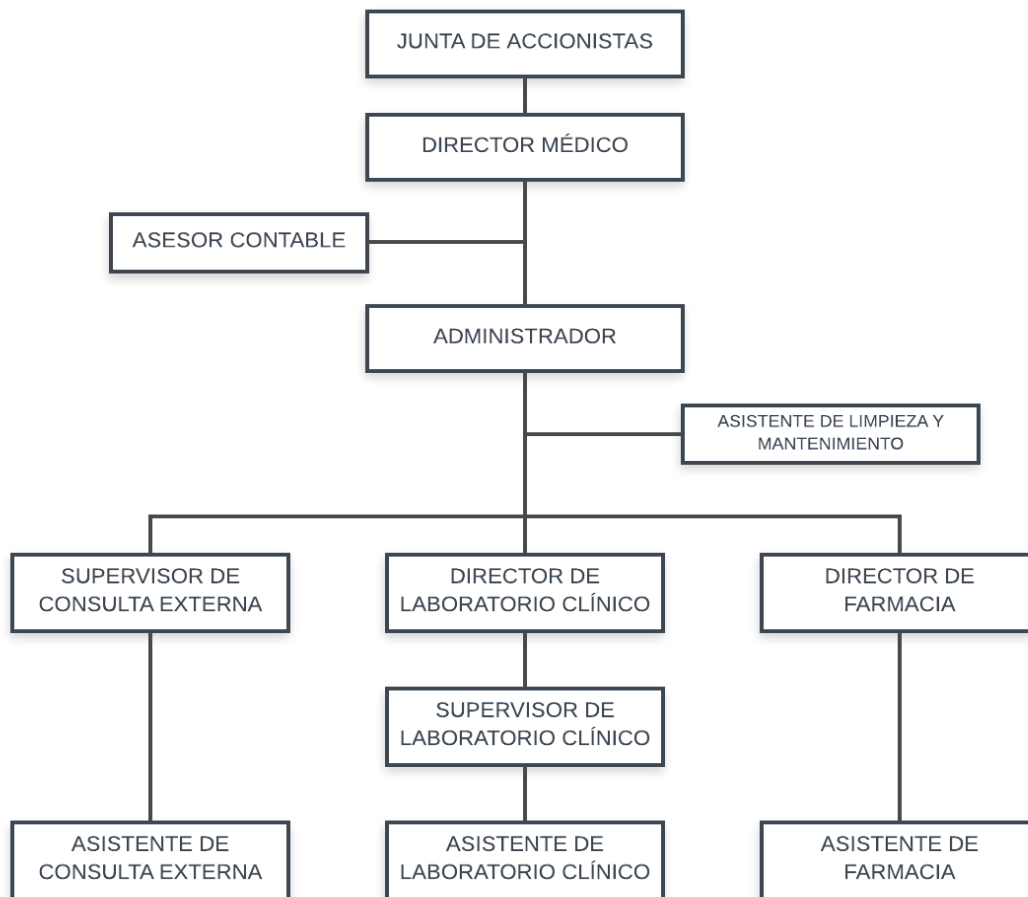 JUNTA DE ACCIONISTAS
DIRECTOR MÉDICO
ASESOR CONTABLE
ADMINISTRADOR
ASISTENTE DE LIMPIEZA Y
MANTENIMIENTO
SUPERVISOR DE
CONSULTA EXTERNA
DIRECTOR DE
LABORATORIO CLÍNICO
DIRECTOR DE
FARMACIA
SUPERVISOR DE
LABORATORIO CLÍNICO
ASISTENTE DE
CONSULTA EXTERNA
ASISTENTE DE
LABORATORIO CLÍNICO
ASISTENTE DE
FARMACIA